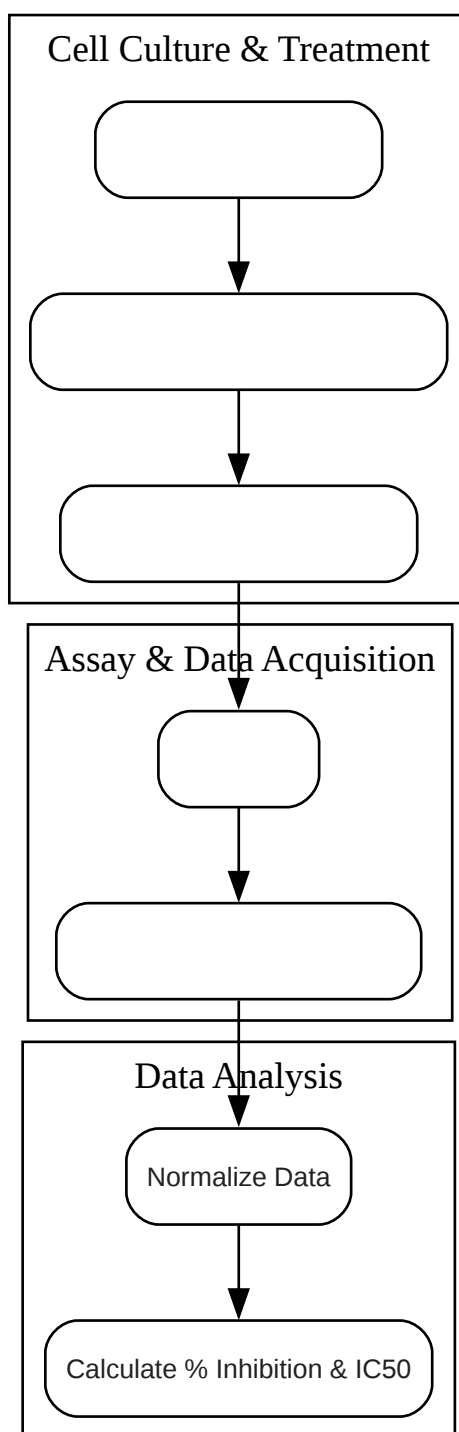 Cell Culture & Treatment
Assay & Data Acquisition
Data Analysis
Normalize Data
Calculate % Inhibition & IC50